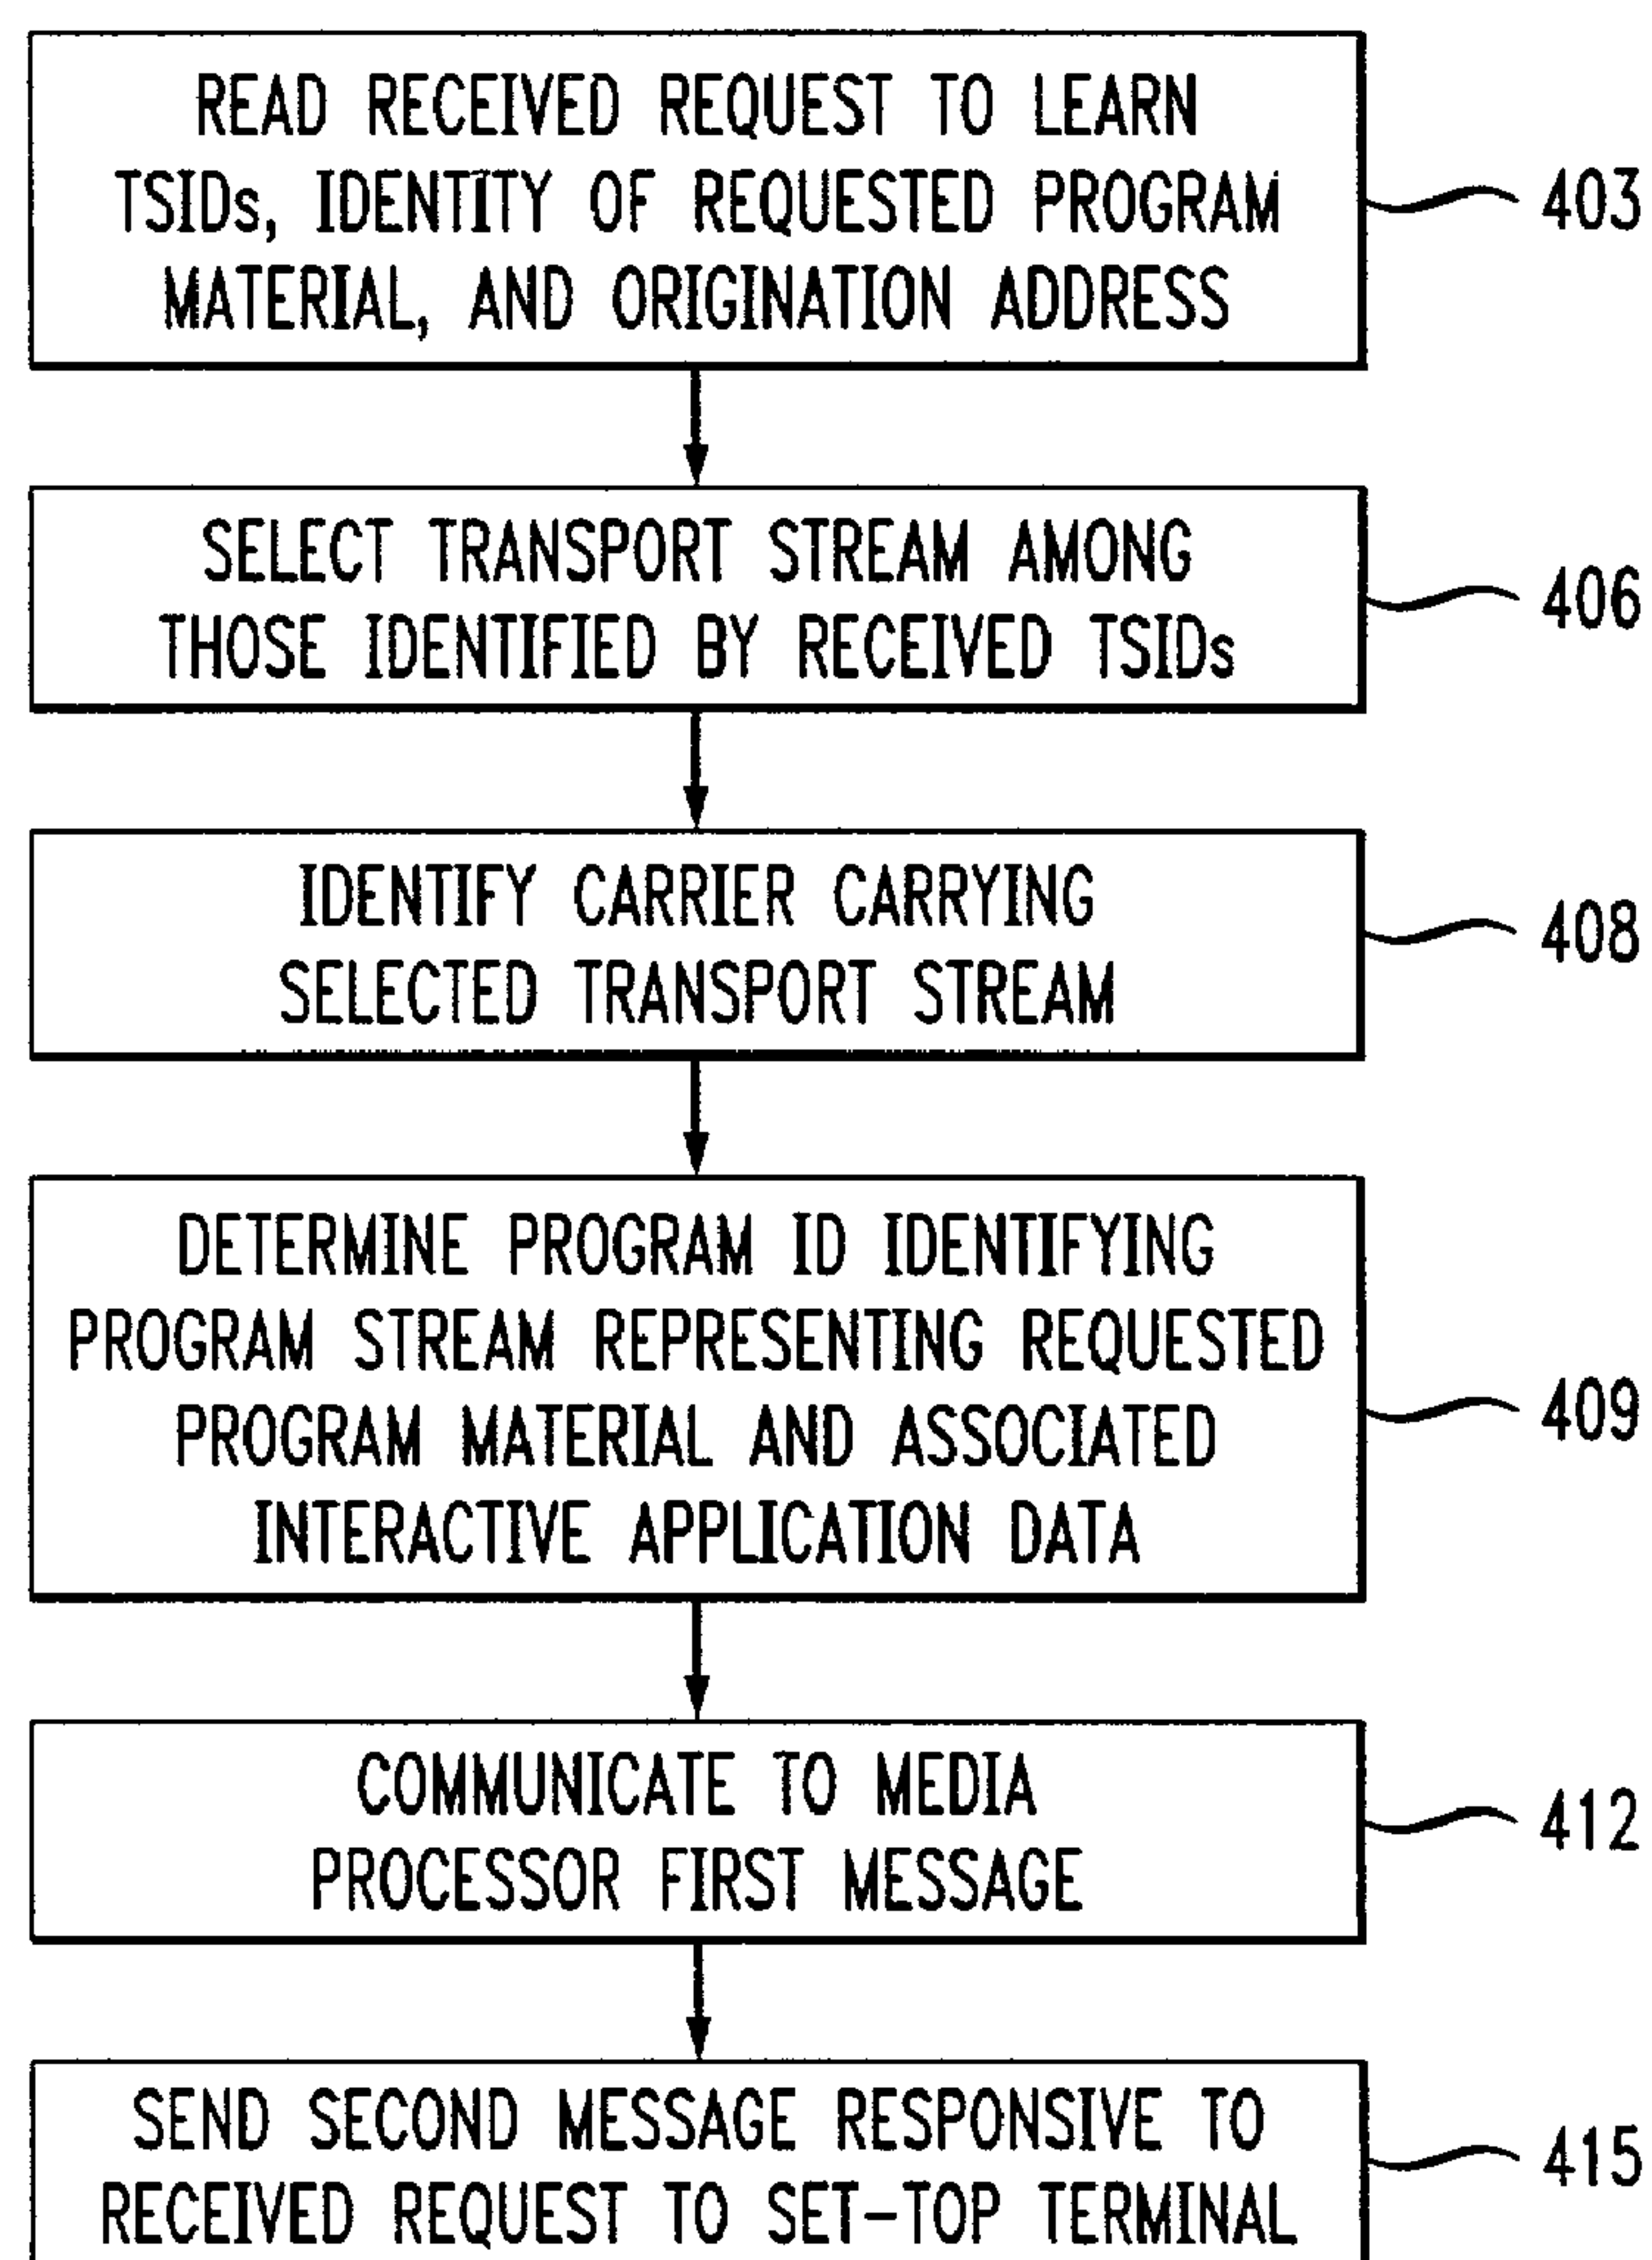 READ RECEIVED REQUEST TO LEARN
TSIDs, IDENTITY OF REQUESTED PROGRAM
MATERIAL, AND ORIGINATION ADDRESS
403
SELECT TRANSPORT STREAM AMONG
THOSE IDENTIFIED BY RECEIVED TSIDs
406
IDENTIFY CARRIER CARRYING
SELECTED TRANSPORT STREAM
408
DETERMINE PROGRAM ID IDENTIFYING
PROGRAM STREAM REPRESENTING REQUESTED
PROGRAM MATERIAL AND ASSOCIATED
INTERACTIVE APPLICATION DATA
409
COMMUNICATE TO MEDIA
PROCESSOR FIRST MESSAGE
412
SEND SECOND MESSAGE RESPONSIVE TO
RECEIVED REQUEST TO SET-TOP TERMINAL
415